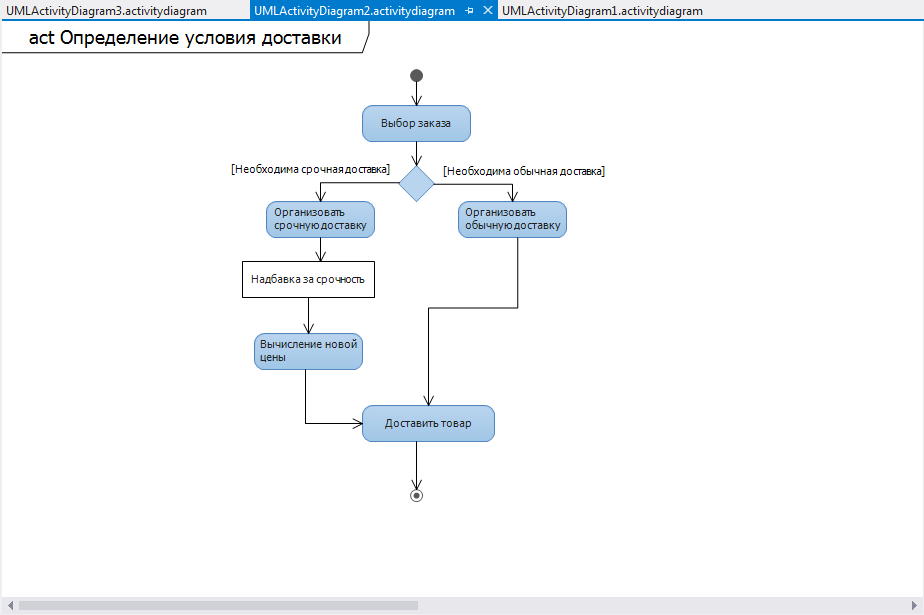 UMLActivityDiagram3.activitydiagram
UMLActivityDiagram2.activitydiagram
UMLActivityDiagram1.activitydiagram
act Определение условия доставки
Выбор заказа
[Необходима срочная доставка]
[Необходима обычная доставка]
Организовать
срочную доставку
Организовать
обычную доставку
Надбавка за срочность
Вычисление новой
цены
Доставить товар